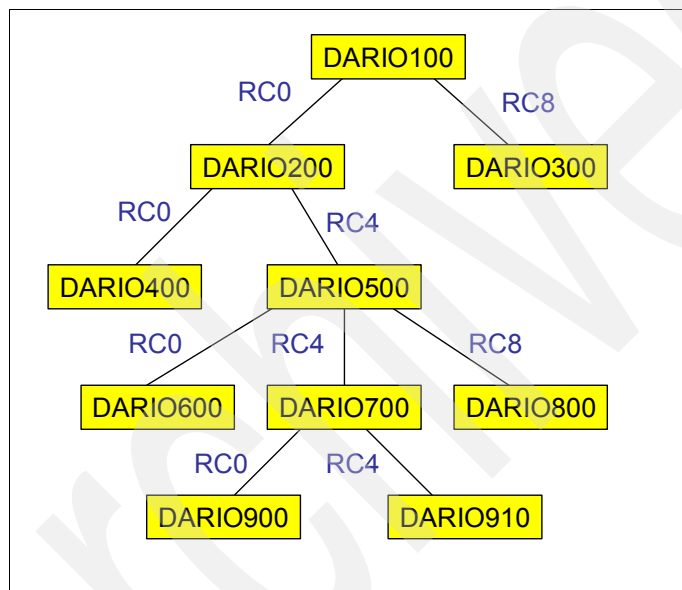 DARIO100
RC0 RC8
DARIO200 DARIO300
RC0 RC4
DARIO400 DARIO500
RC0 RC4 RC8
DARIO600 DARIO700 DARIO800
RC0 RC4
DARIO900 DARIO910